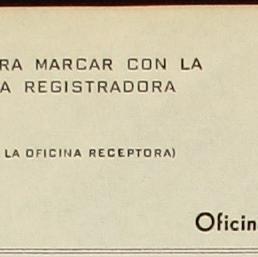 RA MARCAR CON LA
A REGISTRADORA
LA OFICINA RECEPTORA)
Oficin